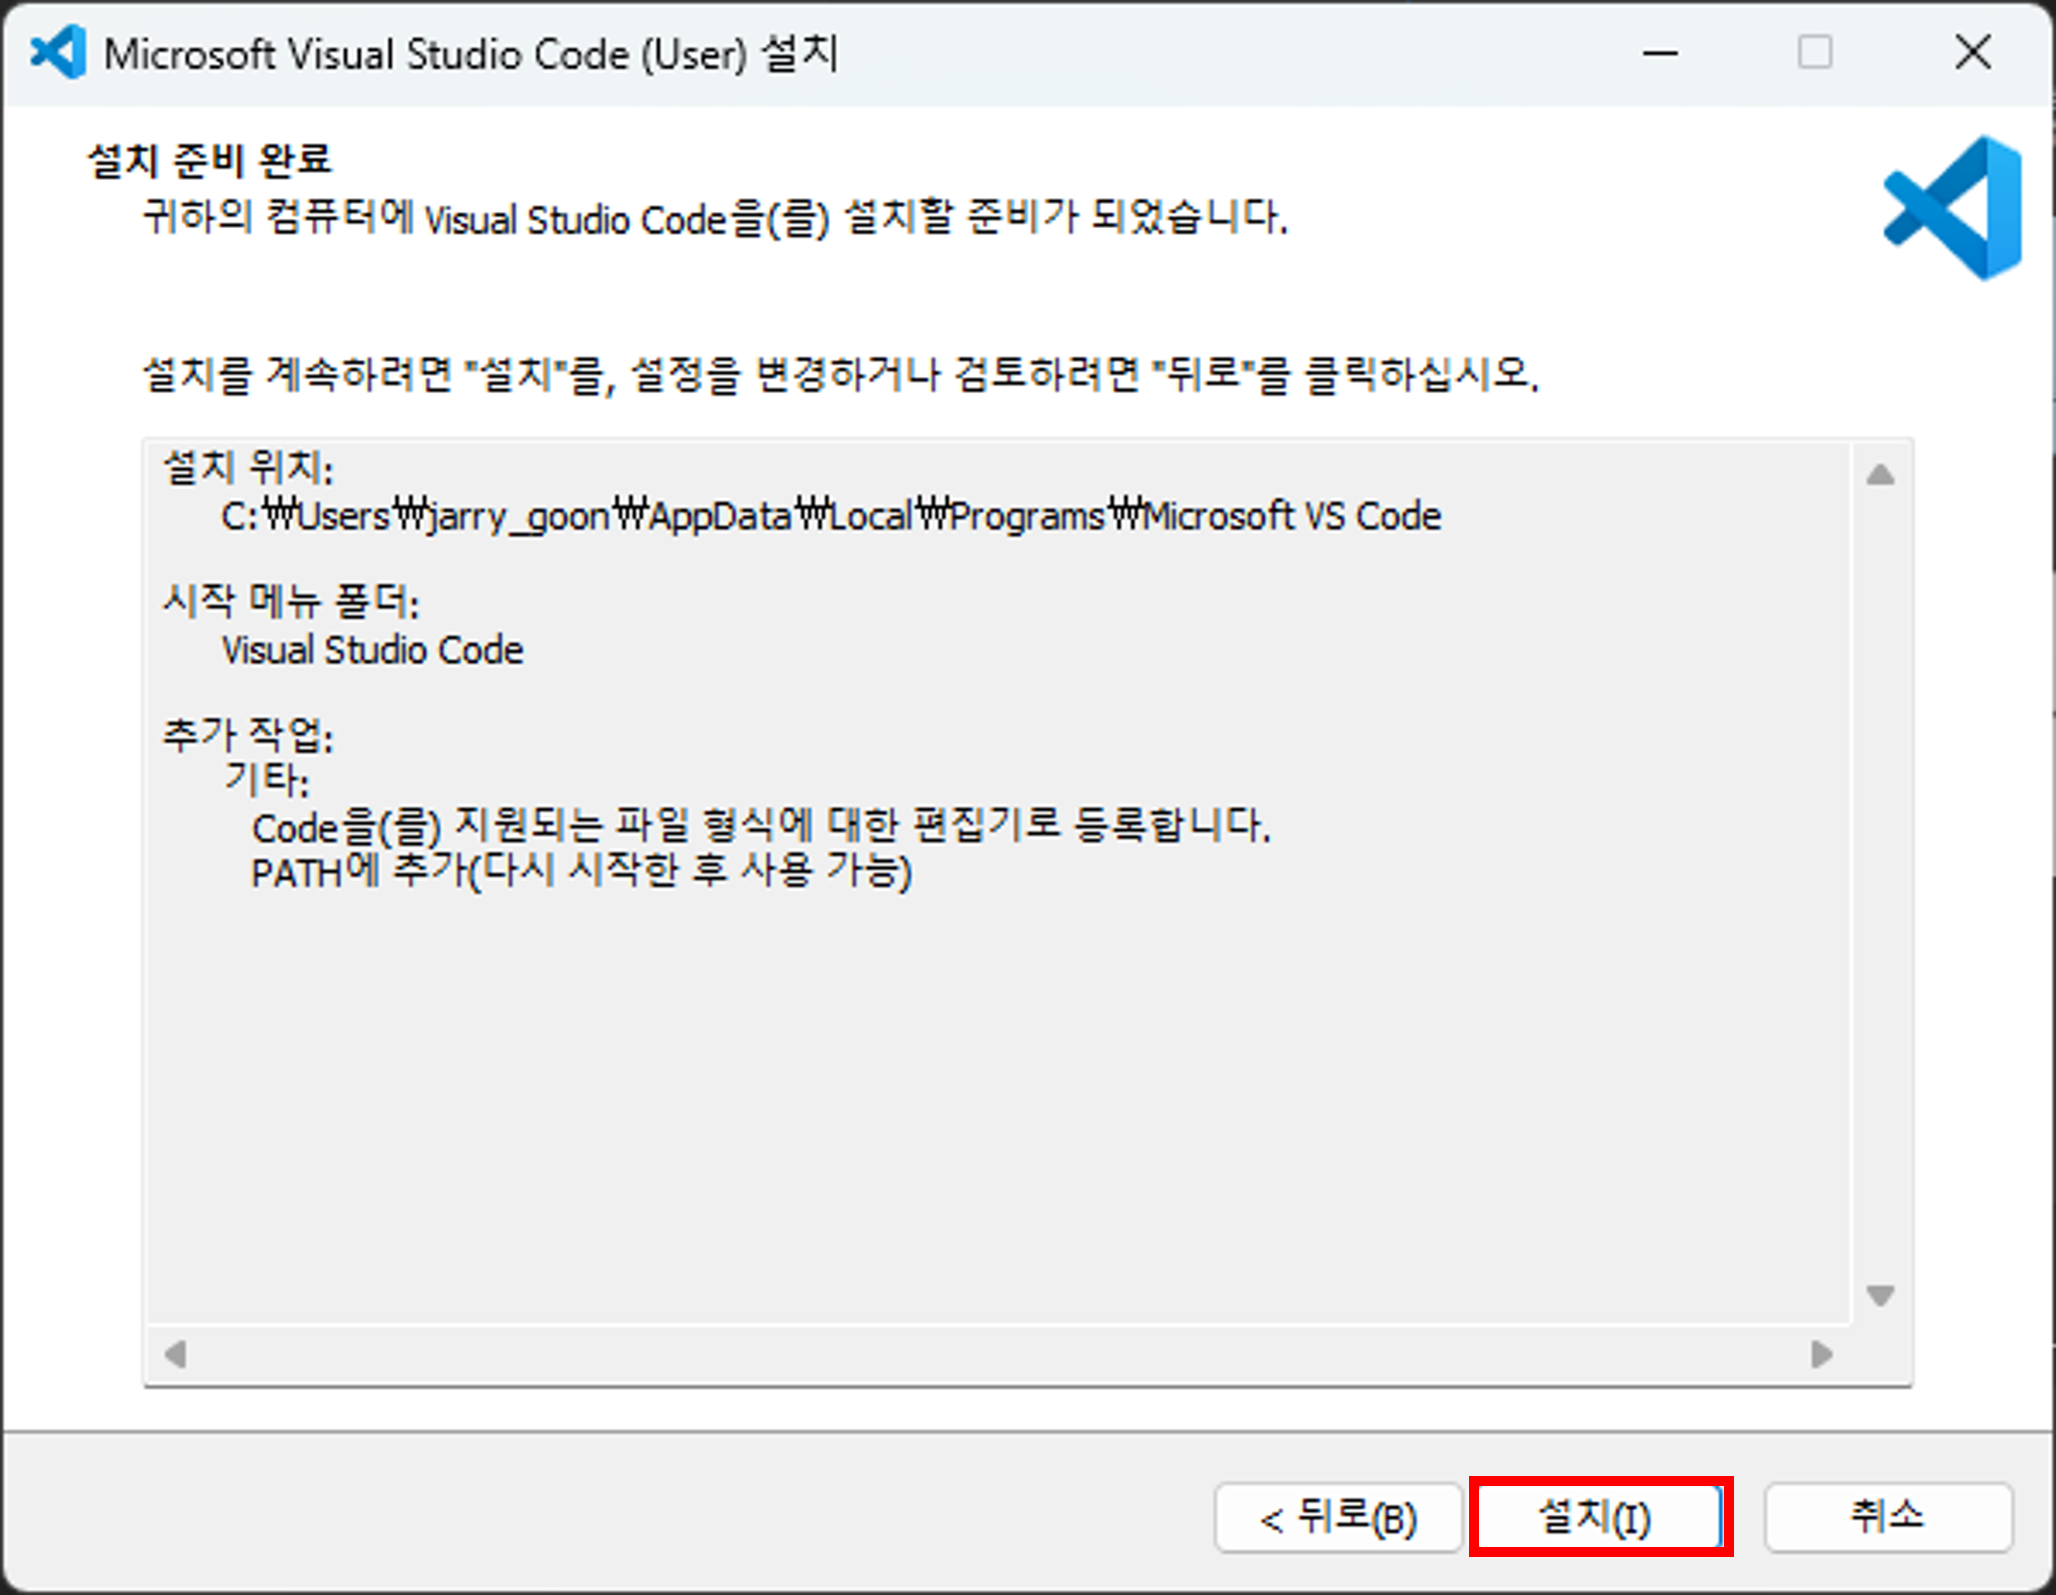 Microsoft Visual Studio Code (User) 설치
설치 준비 완료
귀하의 컴퓨터에 Visual Studio Code을(를) 설치할 준비가 되었습니다.
설치를 계속하려면 "설치"를, 설정을 변경하거나 검토하려면 "뒤로"를 클릭하십시오.
설치 위치:
C:₩Users₩jarry_goon₩AppData₩Local₩Programs₩Microsoft VS Code
시작 메뉴 폴더:
Visual Studio Code
추가 작업:
기타:
Code을(를) 지원되는 파일 형식에 대한 편집기로 등록합니다.
PATH에 추가(다시 시작한 후 사용 가능)
< 뒤로(B)
설치(I)
취소